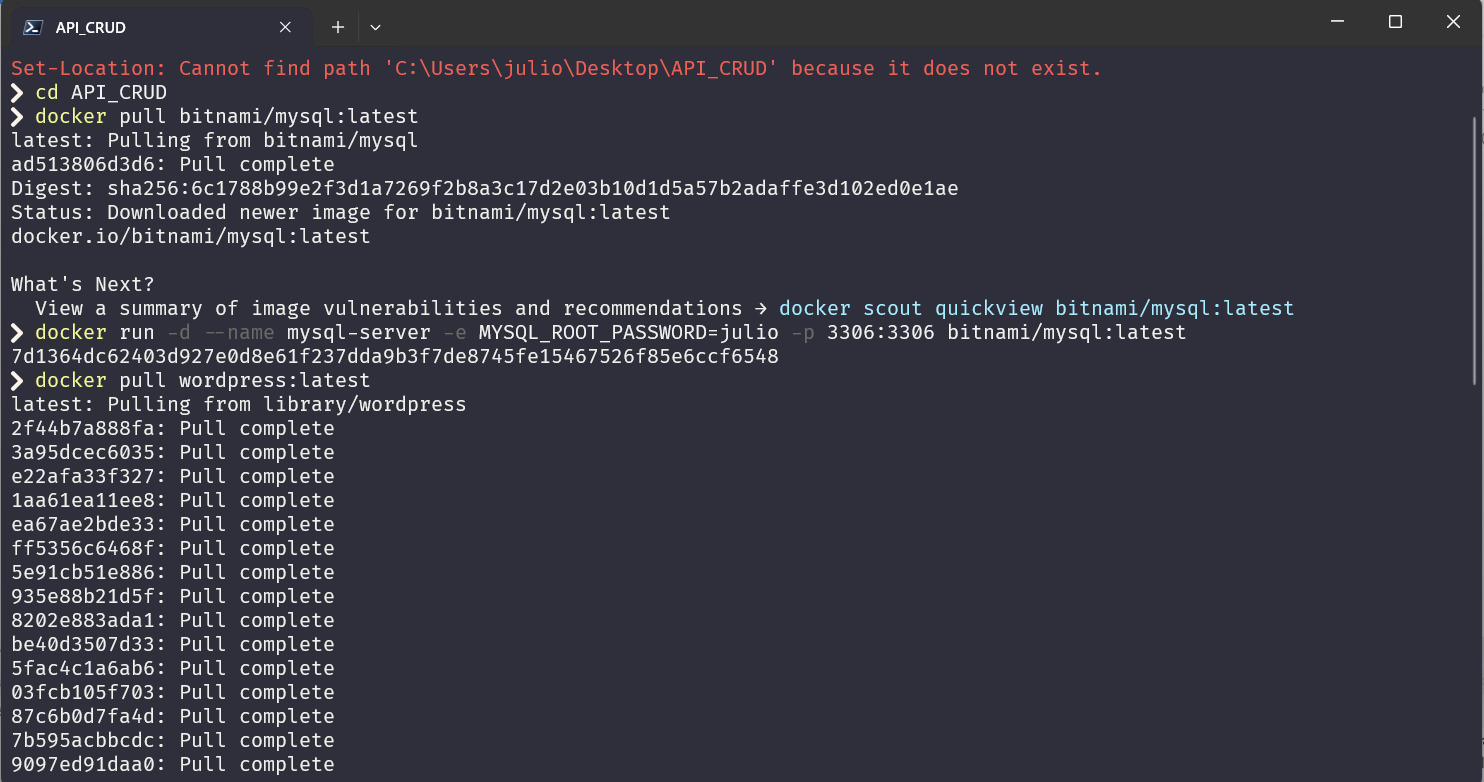 API_CRUD
Set-Location: Cannot find path 'C:\Users\julio\Desktop\API_CRUD' because it does not exist.
❯ cd API_CRUD
❯ docker pull bitnami/mysql:latest
latest: Pulling from bitnami/mysql
ad513806d3d6: Pull complete
Digest: sha256:6c1788b99e2f3d1a7269f2b8a3c17d2e03b10d1d5a57b2adaffe3d102ed0e1ae
Status: Downloaded newer image for bitnami/mysql:latest
docker.io/bitnami/mysql:latest
What's Next?
View a summary of image vulnerabilities and recommendations → docker scout quickview bitnami/mysql:latest
❯ docker run -d --name mysql-server -e MYSQL_ROOT_PASSWORD=julio -p 3306:3306 bitnami/mysql:latest
7d1364dc62403d927e0d8e61f237dda9b3f7de8745fe15467526f85e6ccf6548
❯ docker pull wordpress:latest
latest: Pulling from library/wordpress
2f44b7a888fa: Pull complete
3a95dcec6035: Pull complete
e22afa33f327: Pull complete
1aa61ea11ee8: Pull complete
ea67ae2bde33: Pull complete
ff5356c6468f: Pull complete
5e91cb51e886: Pull complete
935e88b21d5f: Pull complete
8202e883ada1: Pull complete
be40d3507d33: Pull complete
5fac4c1a6ab6: Pull complete
03fcb105f703: Pull complete
87c6b0d7fa4d: Pull complete
7b595acbbcdc: Pull complete
9097ed91daa0: Pull complete